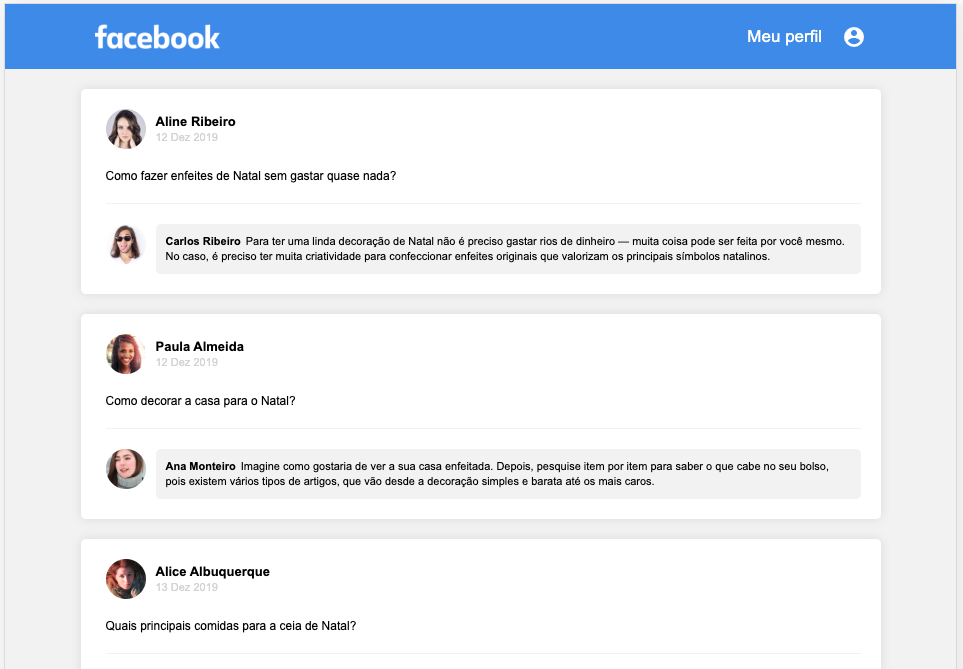 facebook
Meu perfil
Aline Ribeiro
12 Dez 2019
Como fazer enfeites de Natal sem gastar quase nada?
Carlos Ribeiro Para ter uma linda decoração de Natal não é preciso gastar rios de dinheiro — muita coisa pode ser feita por você mesmo.
No caso, é preciso ter muita criatividade para confeccionar enfeites originais que valorizam os principais símbolos natalinos.
Paula Almeida
12 Dez 2019
Como decorar a casa para o Natal?
Ana Monteiro Imagine como gostaria de ver a sua casa enfeitada. Depois, pesquise item por item para saber o que cabe no seu bolso,
pois existem vários tipos de artigos, que vão desde a decoração simples e barata até os mais caros.
Alice Albuquerque
13 Dez 2019
Quais principais comidas para a ceia de Natal?